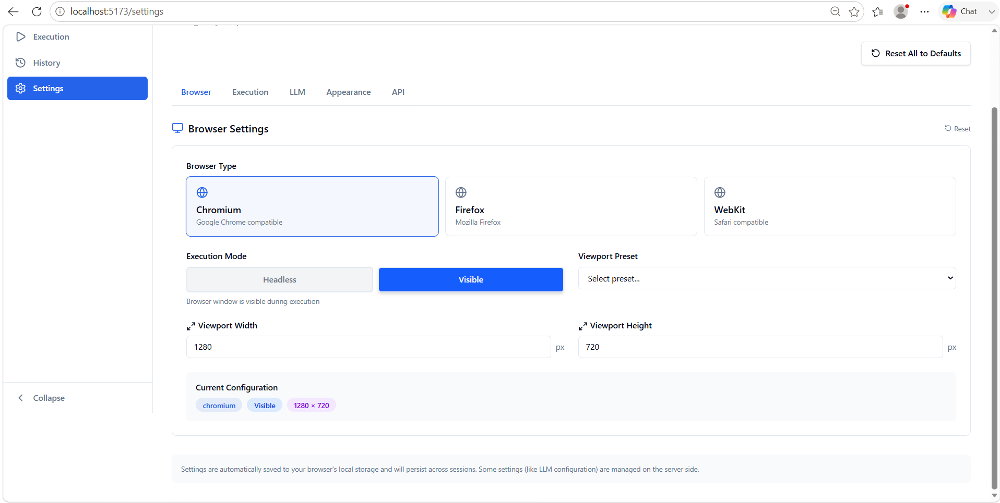 localhost:5173/settings
Chat
Execution
History
Settings
Collapse
Reset All to Defaults
Browser
Execution
LLM
Appearance
API
Browser Settings
Reset
Browser Type
Chromium
Google Chrome compatible
Firefox
Mozilla Firefox
WebKit
Safari compatible
Execution Mode
Headless
Visible
Browser window is visible during execution
Viewport Preset
Select preset...
Viewport Width
1280 px
Viewport Height
720 px
Current Configuration
chromium
Visible
1280 × 720
Settings are automatically saved to your browser's local storage and will persist across sessions. Some settings (like LLM configuration) are managed on the server side.